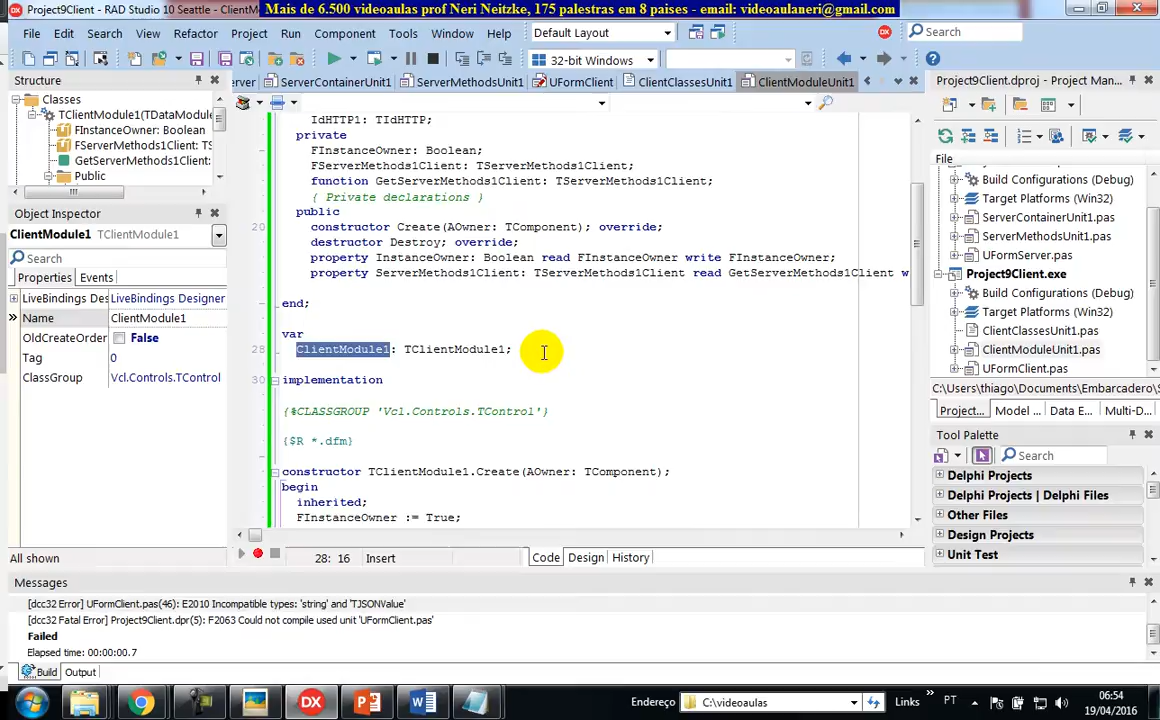 Project9Client - RAD Studio 10 Seattle - ClientM
Mais de 6.500 videoaulas prof Neri Neitzke, 175 palestras em 8 paises - email: videoaulaneri@gmail.com
File Edit Search View Refactor Project Run Component Tools Window Help
Default Layout
Search
32-bit Windows
Structure
Classes
TClientModule1(TDataModule
FInstanceOwner: Boolean
FServerMethods1Client: TS
GetServerMethods1Client:
Public
Object Inspector
ClientModule1 TClientModule1
Search
Properties Events
LiveBindings Des LiveBindings Designer
Name ClientModule1
OldCreateOrder False
Tag 0
ClassGroup Vcl.Controls.TControl
All shown
rver ServerContainerUnit1 ServerMethodsUnit1 UFormClient ClientClassesUnit1 ClientModuleUnit1
IdHTTP1: TIdHTTP;
private
FInstanceOwner: Boolean;
FServerMethods1Client: TServerMethods1Client;
function GetServerMethods1Client: TServerMethods1Client;
{ Private declarations }
public
20 constructor Create(AOwner: TComponent); override;
destructor Destroy; override;
property InstanceOwner: Boolean read FInstanceOwner write FInstanceOwner;
property ServerMethods1Client: TServerMethods1Client read GetServerMethods1Client w
end;
var
28 ClientModule1: TClientModule1;
30 implementation
{%CLASSGROUP 'Vcl.Controls.TControl'}
{$R *.dfm}
constructor TClientModule1.Create(AOwner: TComponent);
begin
inherited;
FInstanceOwner := True;
28: 16 Insert Code Design History
Project9Client.dproj - Project Man...
File
Build Configurations (Debug)
Target Platforms (Win32)
ServerContainerUnit1.pas
ServerMethodsUnit1.pas
UFormServer.pas
Project9Client.exe
Build Configurations (Debug)
Target Platforms (Win32)
ClientClassesUnit1.pas
ClientModuleUnit1.pas
UFormClient.pas
C:\Users\thiago\Documents\Embarcadero\S
Project... Model ... Data E... Multi-D...
Tool Palette
Search
Delphi Projects
Delphi Projects | Delphi Files
Other Files
Design Projects
Unit Test
Messages
[dcc32 Error] UFormClient.pas(46): E2010 Incompatible types: 'string' and 'TJSONValue'
[dcc32 Fatal Error] Project9Client.dpr(5): F2063 Could not compile used unit 'UFormClient.pas'
Failed
Elapsed time: 00:00:00.7
Build Output
Endereço C:\videoaulas Links » PT
06:54
19/04/2016